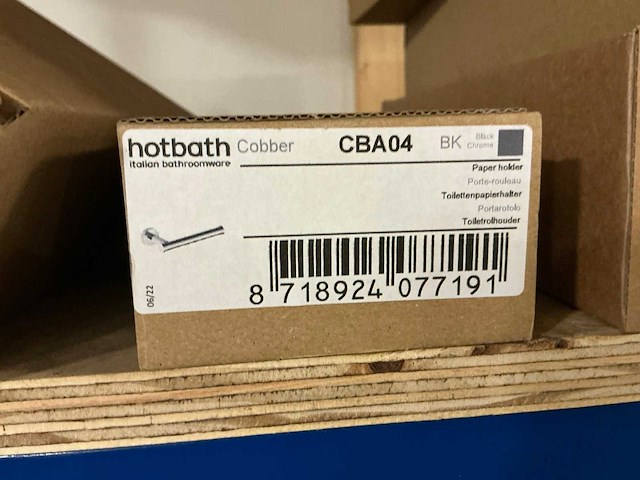 hotbath Cobber CBA04 BK Black Chrome
italian bathroomware
Paper holder
Porte-rouleau
Toilettenpapierhalter
Portarotolo
Toiletrolhouder
06/22
8 718924 077191